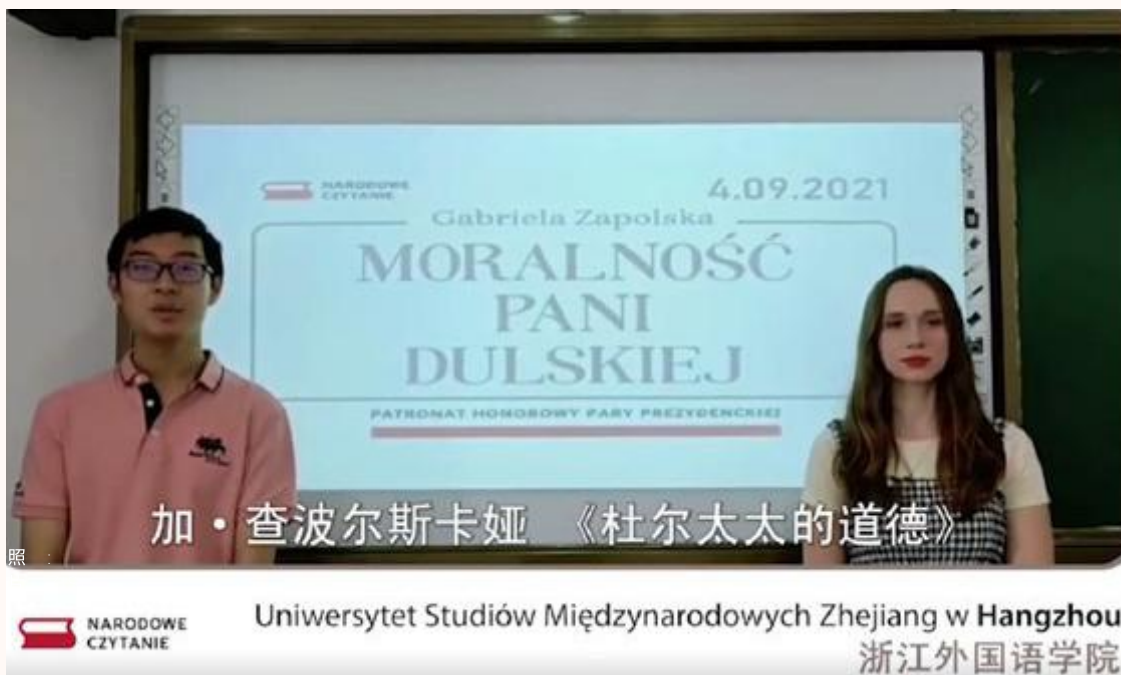 NARODOWE
CZYTANIE
4.09.2021
Gabriela Zapolska
MORALNOŚĆ
PANI
DULSKIEJ
PATRONAT HONOROWY PARY PREZYDENCKIEJ
加·查波尔斯卡娅 《杜尔太太的道德》
照 :
NARODOWE
CZYTANIE
Uniwersytet Studiów Międzynarodowych Zhejiang w Hangzhou
浙江外国语学院